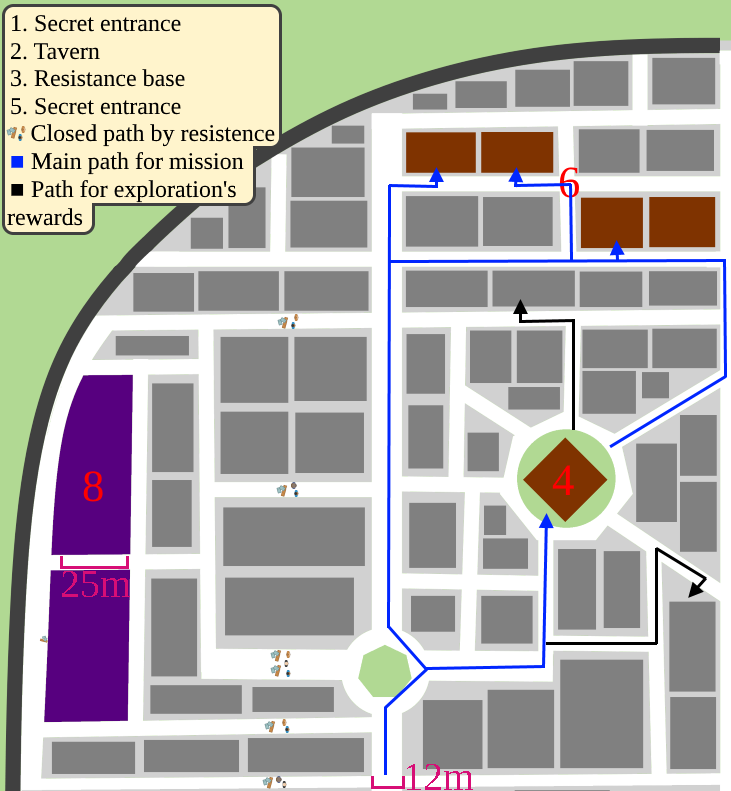 1. Secret entrance
2. Tavern
3. Resistance base
5. Secret entrance
Closed path by resistence
Main path for mission
Path for exploration's
rewards
6
4
8
25m
12m